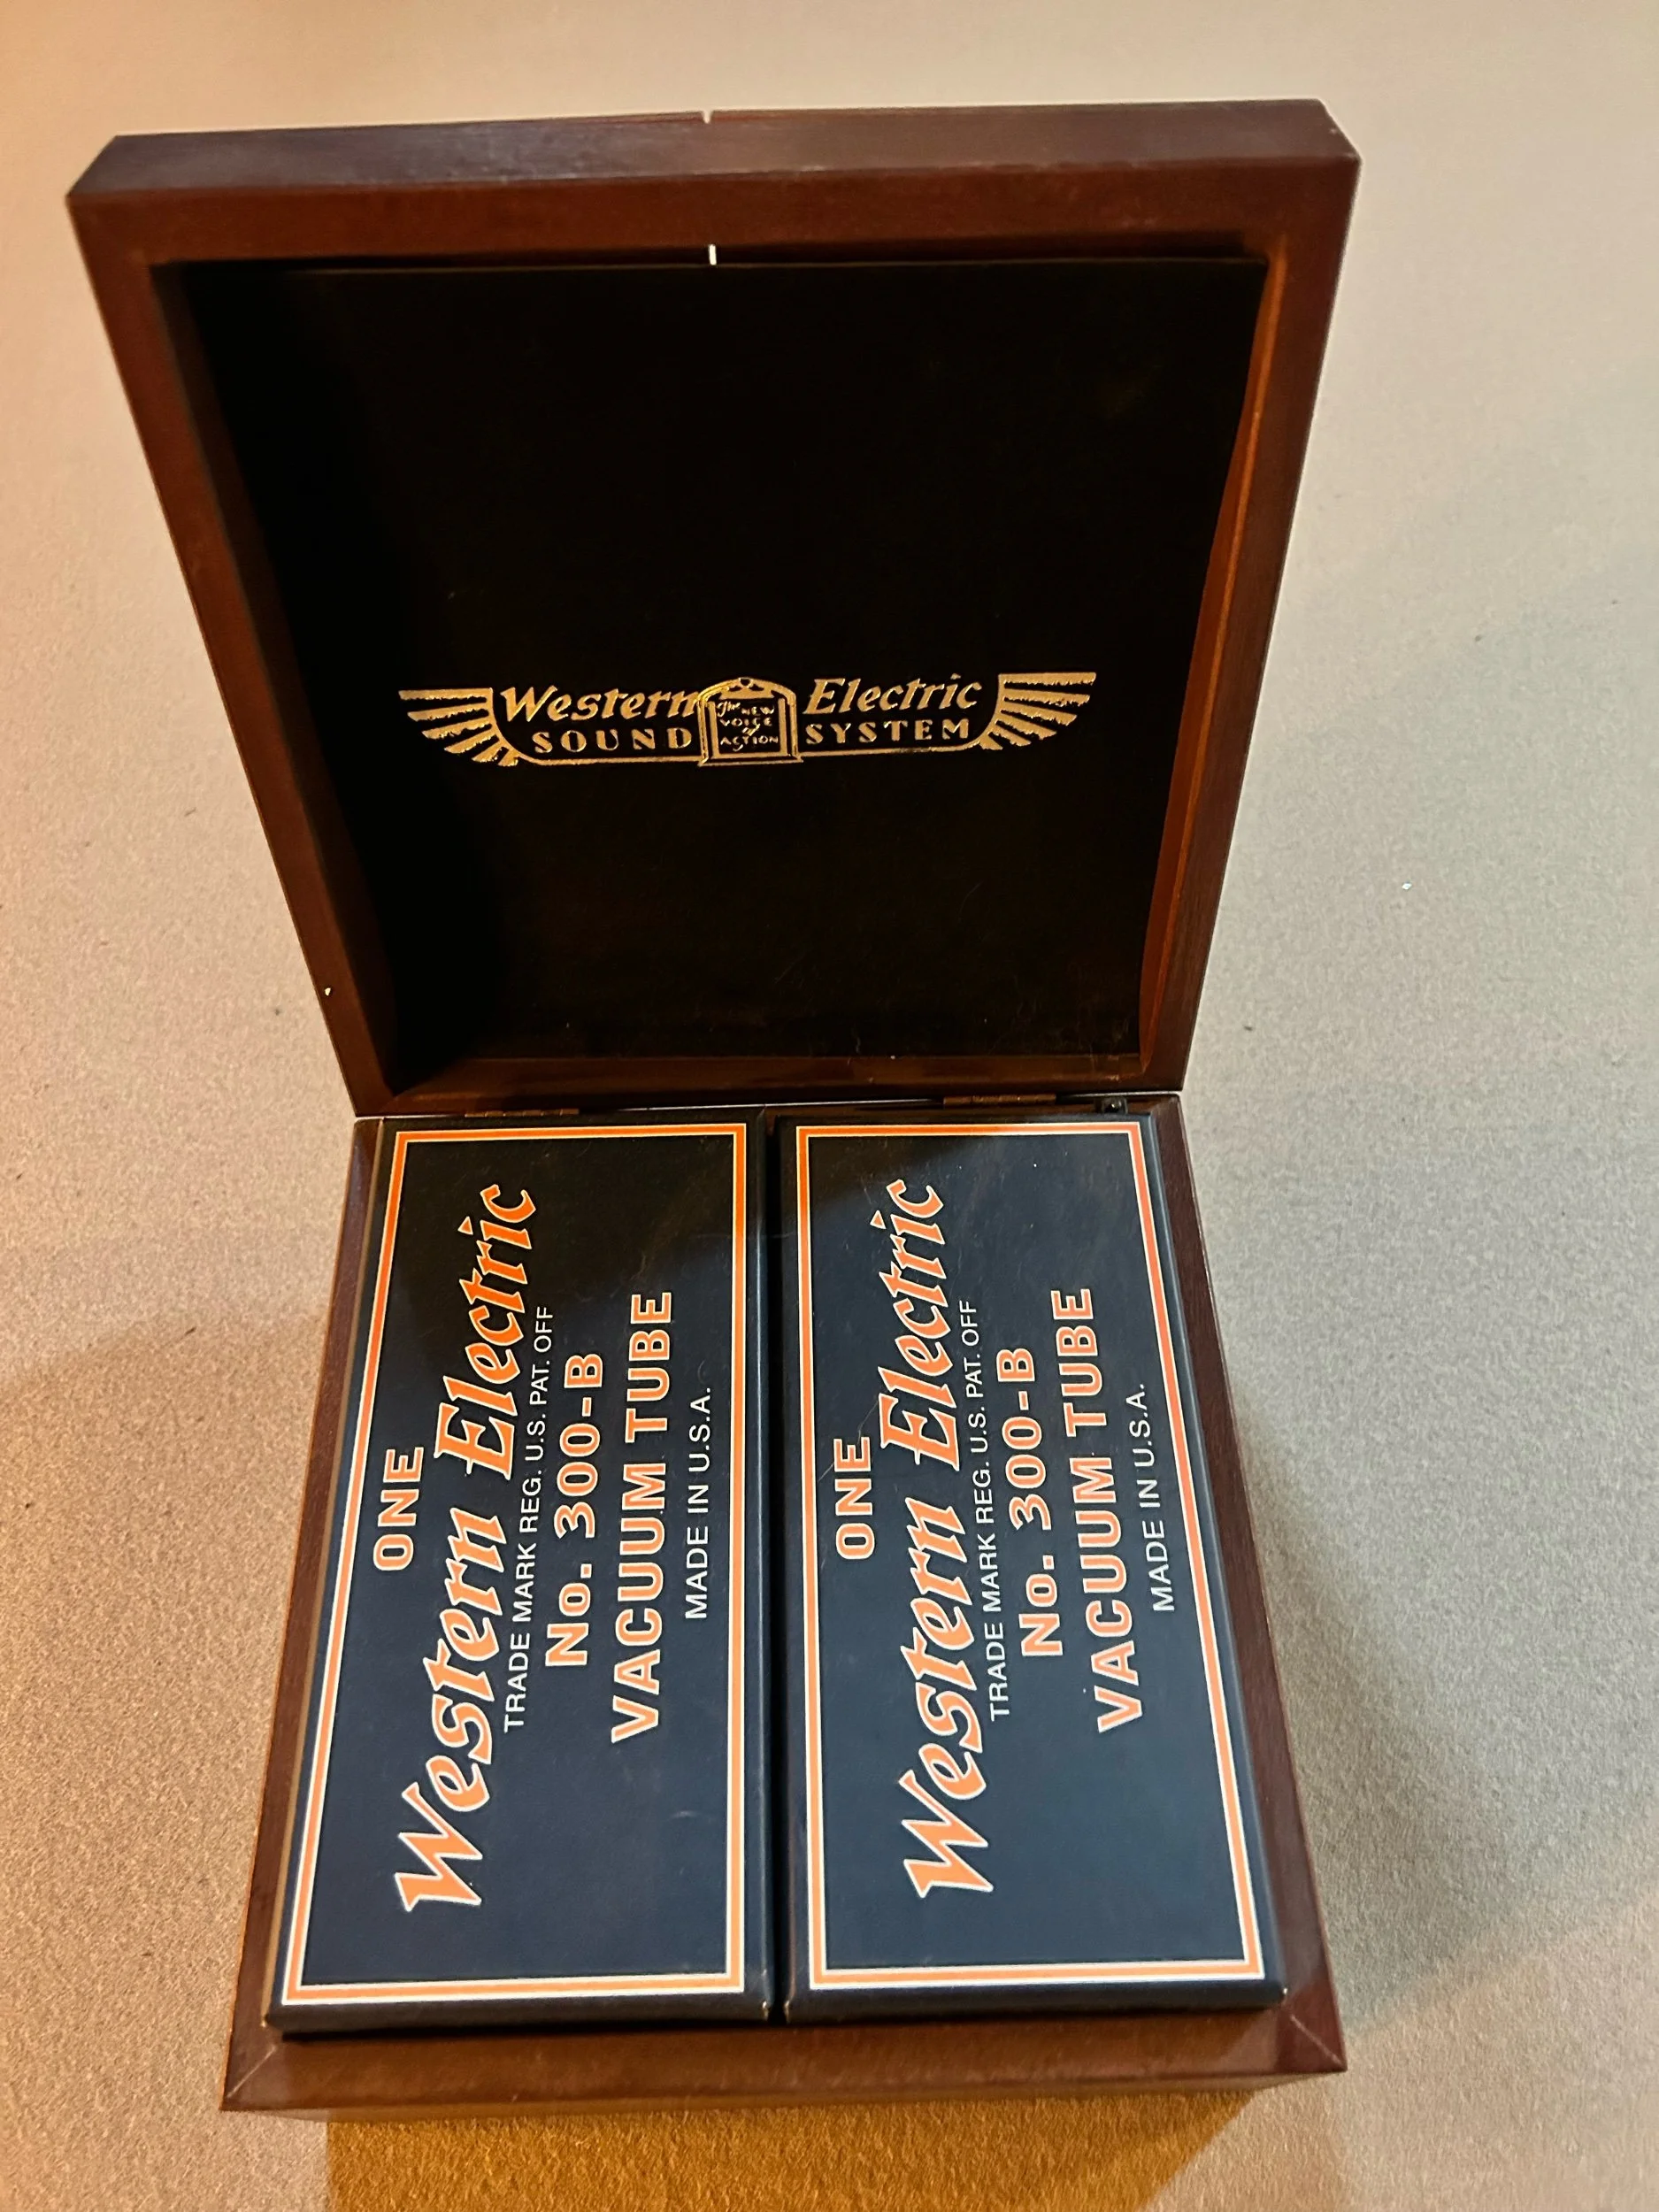 Western Electric
SOUND SYSTEM
The NEW
VOICE
of
ACTION
ONE
Western Electric
TRADE MARK REG. U.S. PAT. OFF
No. 300-B
VACUUM TUBE
MADE IN U.S.A.
ONE
Western Electric
TRADE MARK REG. U.S. PAT. OFF
No. 300-B
VACUUM TUBE
MADE IN U.S.A.